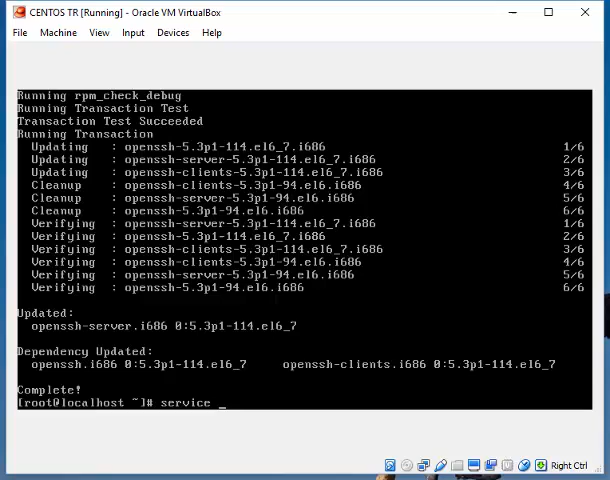 CENTOS TR [Running] - Oracle VM VirtualBox
File Machine View Input Devices Help
Running rpm_check_debug
Running Transaction Test
Transaction Test Succeeded
Running Transaction
Updating : openssh-5.3p1-114.el6_7.i686 1/6
Updating : openssh-server-5.3p1-114.el6_7.i686 2/6
Updating : openssh-clients-5.3p1-114.el6_7.i686 3/6
Cleanup : openssh-clients-5.3p1-94.el6.i686 4/6
Cleanup : openssh-server-5.3p1-94.el6.i686 5/6
Cleanup : openssh-5.3p1-94.el6.i686 6/6
Verifying : openssh-server-5.3p1-114.el6_7.i686 1/6
Verifying : openssh-5.3p1-114.el6_7.i686 2/6
Verifying : openssh-clients-5.3p1-114.el6_7.i686 3/6
Verifying : openssh-clients-5.3p1-94.el6.i686 4/6
Verifying : openssh-server-5.3p1-94.el6.i686 5/6
Verifying : openssh-5.3p1-94.el6.i686 6/6
Updated:
openssh-server.i686 0:5.3p1-114.el6_7
Dependency Updated:
openssh.i686 0:5.3p1-114.el6_7 openssh-clients.i686 0:5.3p1-114.el6_7
Complete!
[root@localhost ~]# service _
Right Ctrl